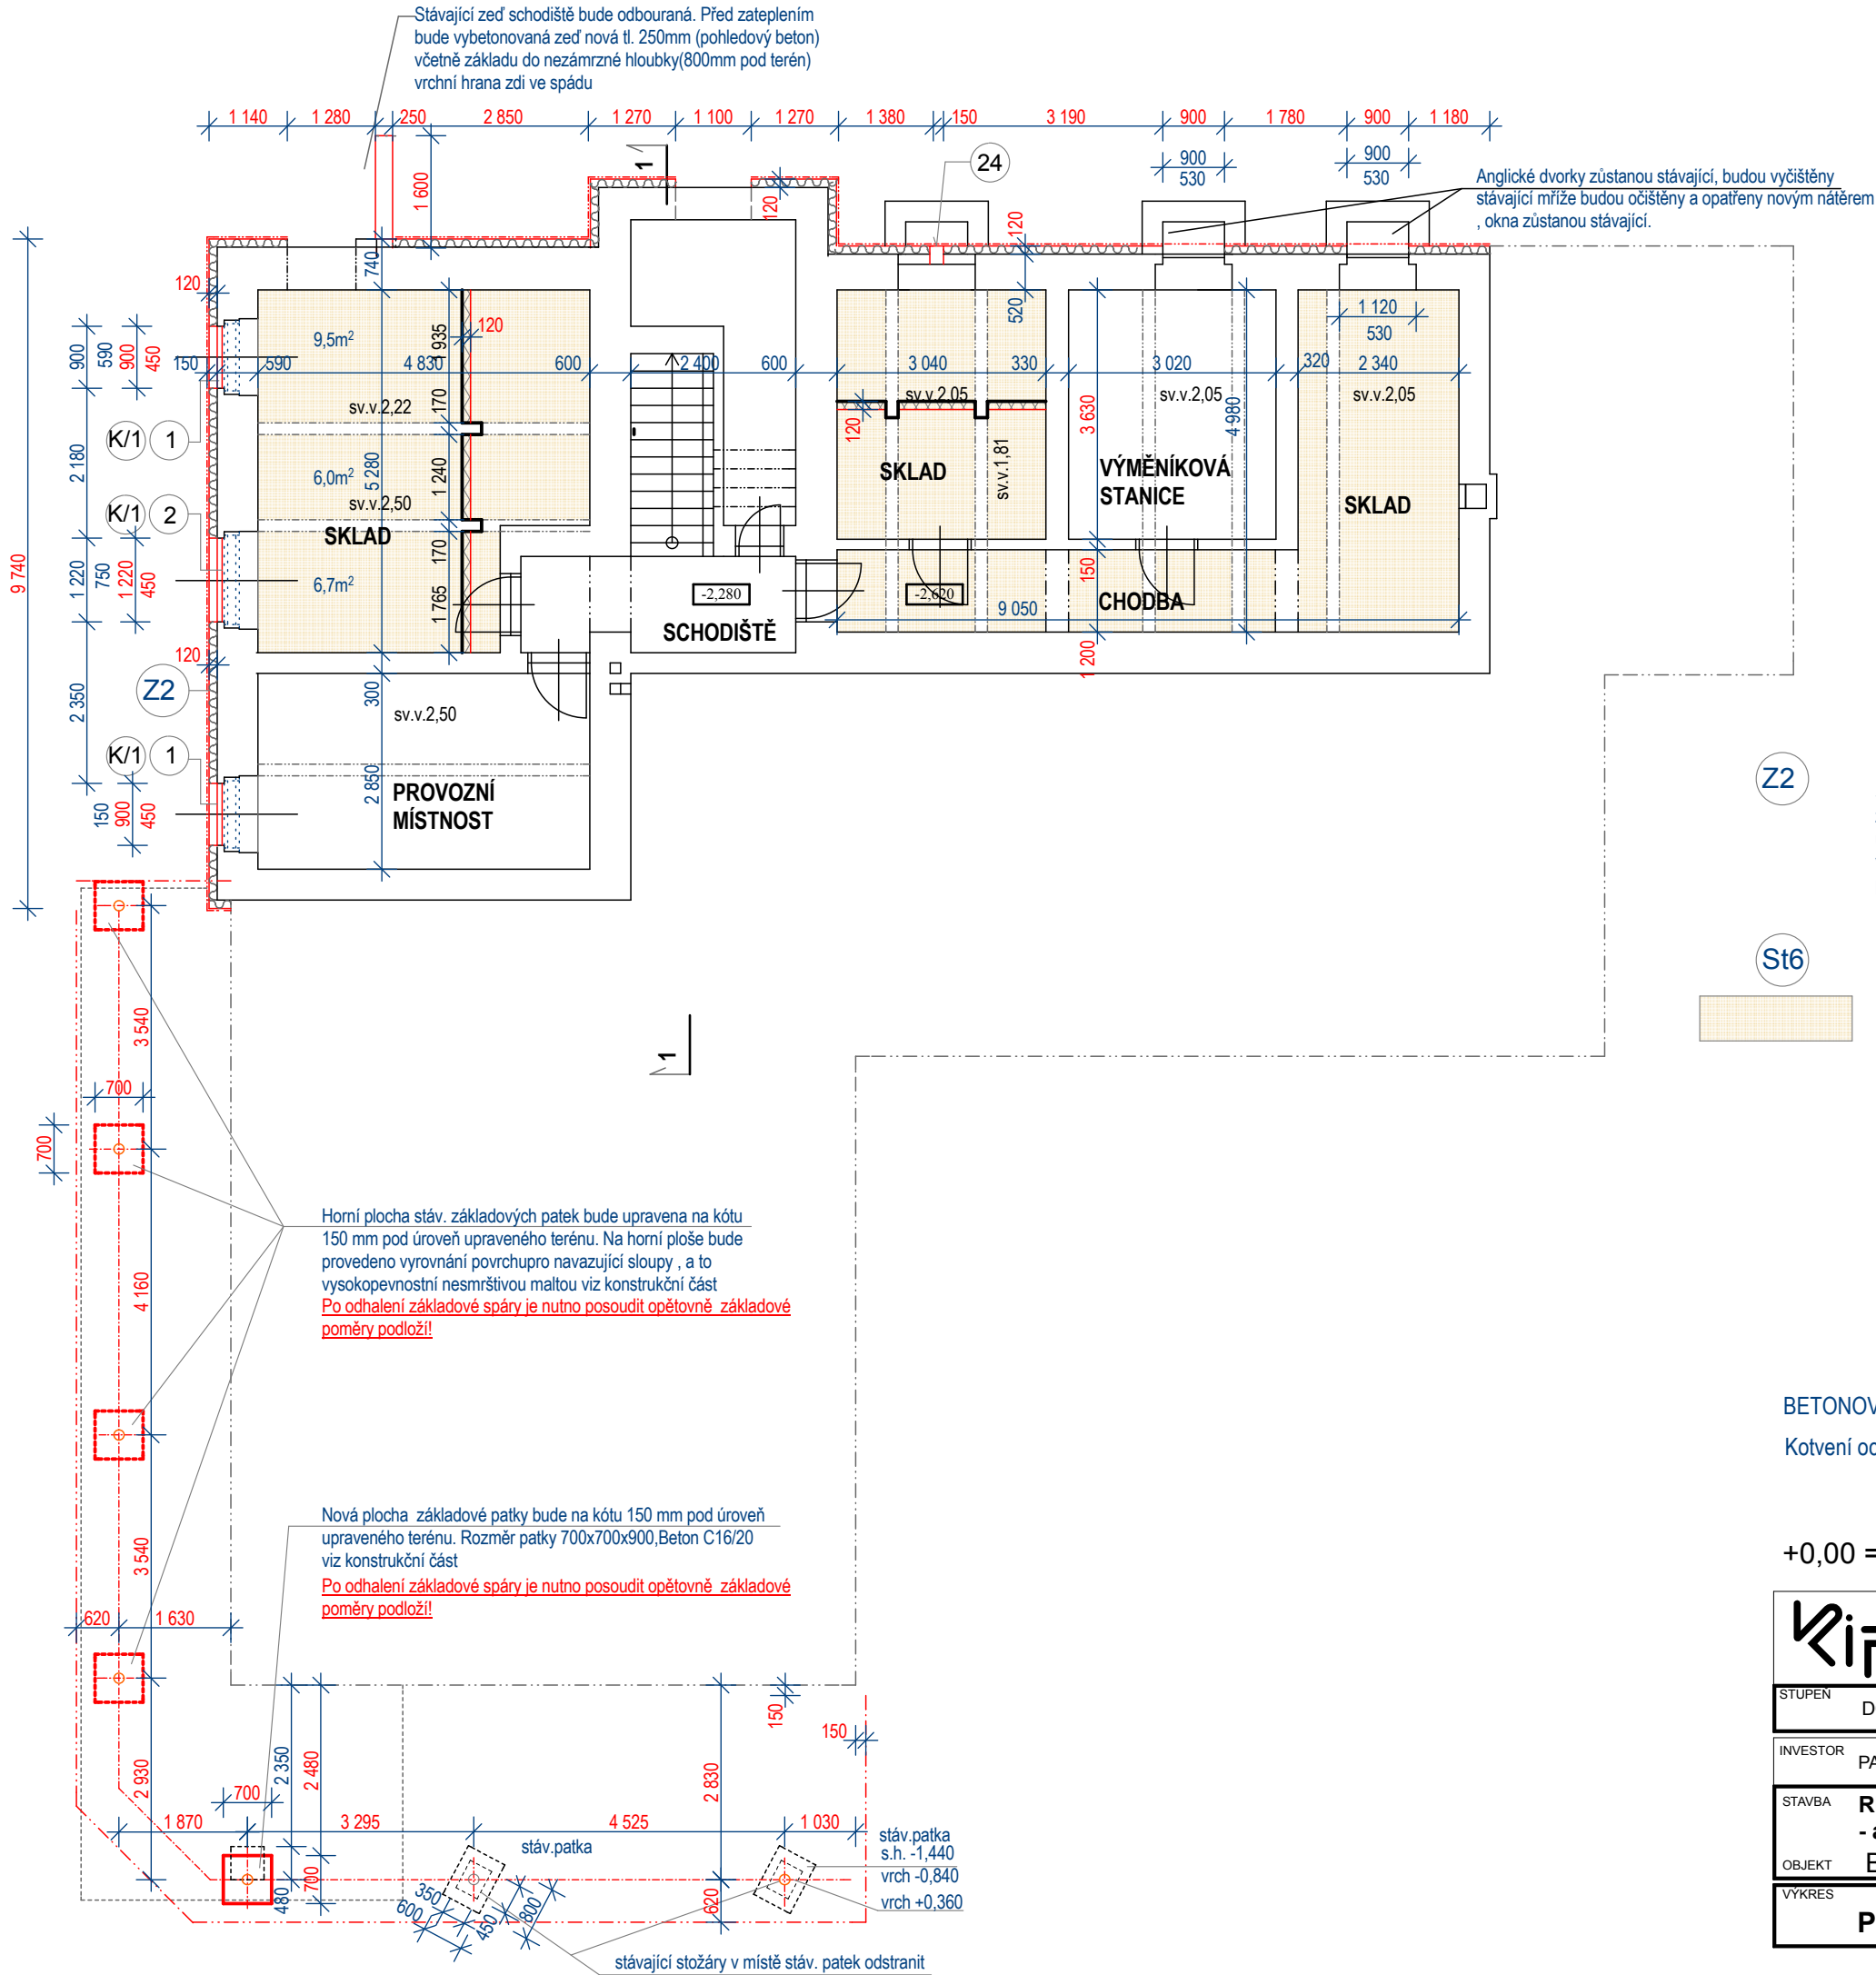 Stávající zeď schodiště bude odbouraná. Před zateplením
bude vybetonovaná zeď nová tl. 250mm (pohledový beton)
včetně základu do nezámrzné hloubky(800mm pod terén)
vrchní hrana zdi ve spádu
1 140 1 280 250 2 850 1 270 1 100 1 270 1 380 150 3 190 900 1 780 900 1 180
1 600
1
120
24
900
530
900
530
Anglické dvorky zůstanou stávající, budou vyčištěny
stávající mříže budou očištěny a opatřeny novým nátěrem
, okna zůstanou stávající.
120
740
120
520
9,5m²
1 935
120
1 120
530
900
590
900
450
150 590 4 830 600 2 400 600 3 040 330 3 020 320 2 340
sv.v.2,22
170
sv.v.2,05
sv.v.2,05
sv.v.2,05
120
3 630
4 980
K/1 1
2 180
6,0m²
5 280
1 240
SKLAD
sv.v.1,81
VÝMĚNÍKOVÁ
STANICE
SKLAD
sv.v.2,50
K/1 2
SKLAD
170
9 740
1 220
750
1 220
450
6,7m²
1 765
-2,280
-2,620
150
CHODBA
9 050
SCHODIŠTĚ
120
1 200
Z2
2 350
300
sv.v.2,50
K/1 1
Z2
150
900
450
2 850
PROVOZNÍ
MÍSTNOST
St6
3 540
1
700
700
Horní plocha stáv. základových patek bude upravena na kótu
150 mm pod úroveň upraveného terénu. Na horní ploše bude
provedeno vyrovnání povrchupro navazující sloupy , a to
vysokopevnostní nesmrštivou maltou viz konstrukční část
Po odhalení základové spáry je nutno posoudit opětovně základové
poměry podloží!
4 160
BETONOV
Kotvení od
Nová plocha základové patky bude na kótu 150 mm pod úroveň
upraveného terénu. Rozměr patky 700x700x900,Beton C16/20
viz konstrukční část
Po odhalení základové spáry je nutno posoudit opětovně základové
poměry podloží!
3 540
+0,00 =
620 1 630
STUPEŇ D
INVESTOR PA
STAVBA R
- a
OBJEKT
VÝKRES P
150
150
2 930
2 350
2 480
2 830
700
1 870 3 295 4 525 1 030
stáv.patka
stáv.patka
s.h. -1,440
vrch -0,840
vrch +0,360
480
700
350
600
450
800
620
stávající stožáry v místě stáv. patek odstranit